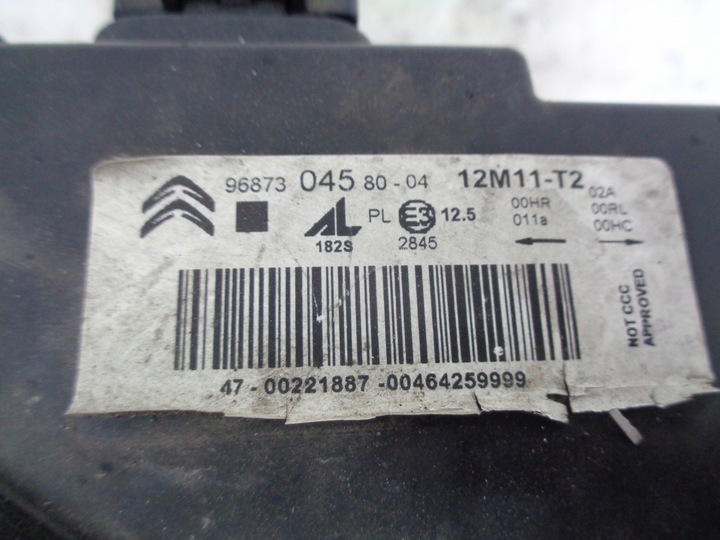 96873 045 80-04 12M11-T2 02A
AL PL E3 12.5 00HR 00RL
182S 2845 011a 00HC
NOT CCC
APPROVED
47-00221887-00464259999